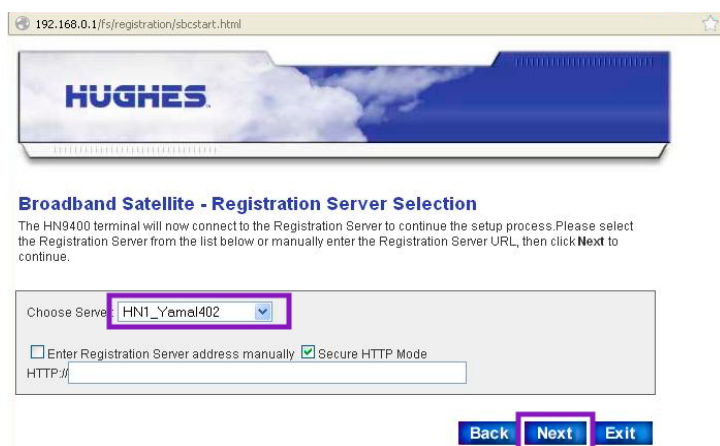 192.168.0.1/fs/registration/sbcstart.html
HUGHES.
Broadband Satellite - Registration Server Selection
The HN9400 terminal will now connect to the Registration Server to continue the setup process.Please select
the Registration Server from the list below or manually enter the Registration Server URL, then click Next to
continue.
Choose Server: HN1_Yamal402
Enter Registration Server address manually Secure HTTP Mode
HTTP://
Back Next Exit